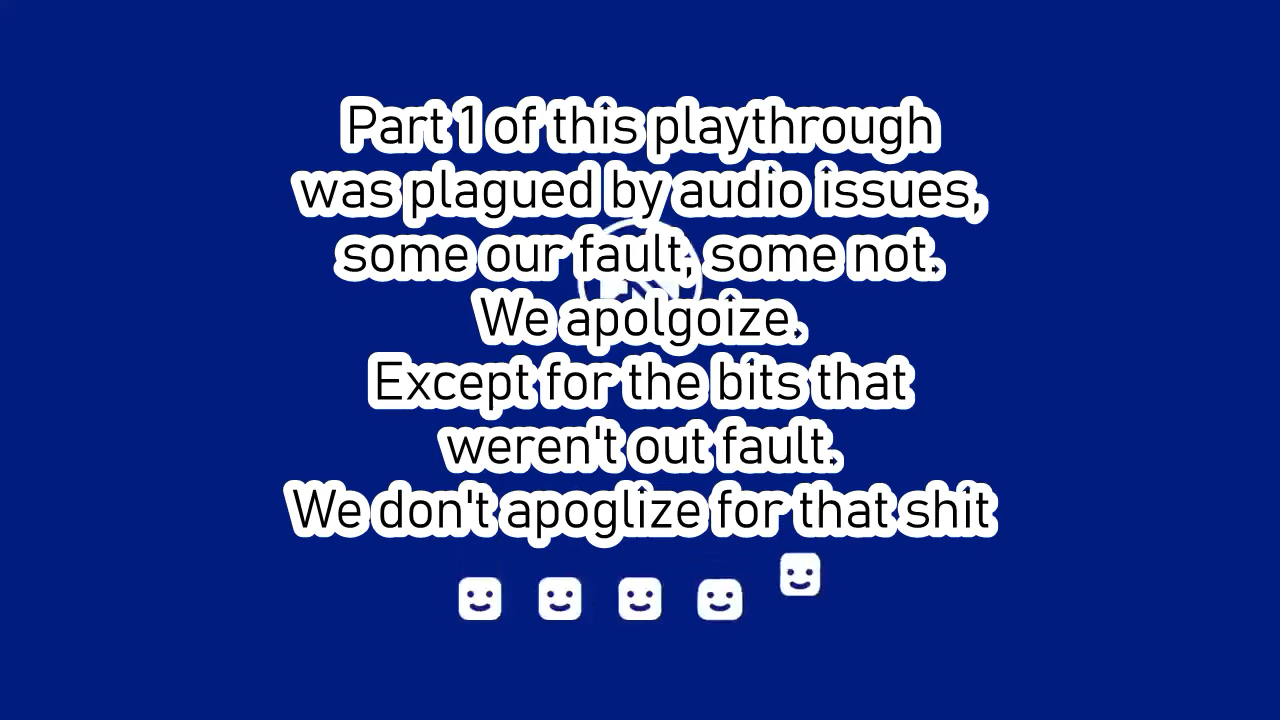 Part 1 of this playthrough
was plagued by audio issues,
some our fault, some not.
We apolgoize.
Except for the bits that
weren't out fault.
We don't apoglize for that shit